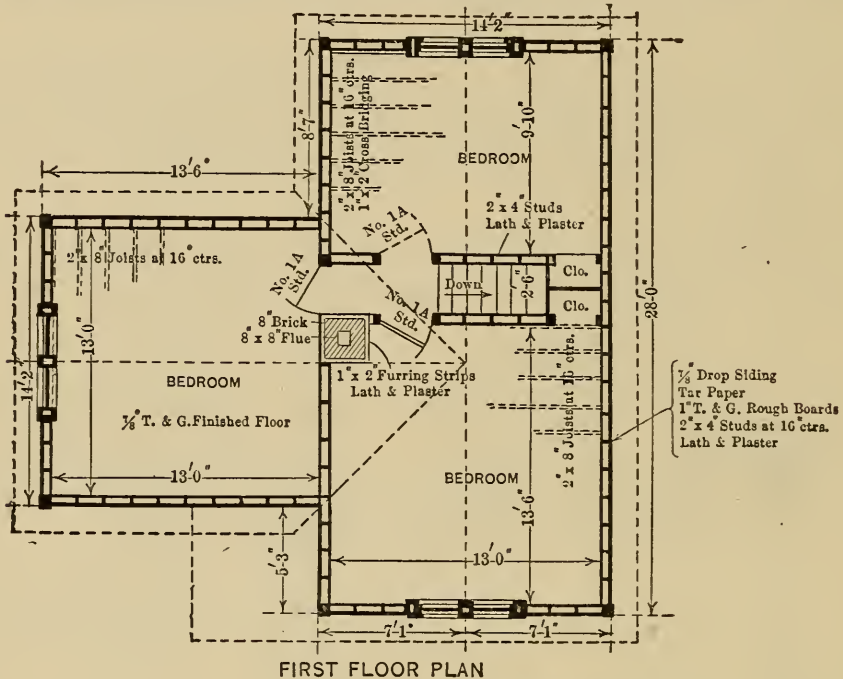 14'2"
8'-7"
2" x 8" Joists at 16" ctrs.
1" x 2" Cross Bridging
9'-10"
BEDROOM
13'-6"
2" x 4" Studs
Lath & Plaster
No. 1A
Std.
2" x 8" Joists at 16" ctrs.
No. 1A
Std.
Down
2'-6"
Clo.
Clo.
No. 1A
Std.
28'-0"
8" Brick
8" x 8" Flue
13'-0"
14'-2"
1" x 2" Furring Strips
Lath & Plaster
BEDROOM
7/8" T. & G. Finished Floor
2" x 8" Joists at 16" ctrs.
7/8" Drop Siding
Tar Paper
1" T. & G. Rough Boards
2" x 4" Studs at 16" ctrs.
Lath & Plaster
13'-0"
BEDROOM
13'-6"
5'-3"
13'-0"
7'-1"
7'-1"
FIRST FLOOR PLAN